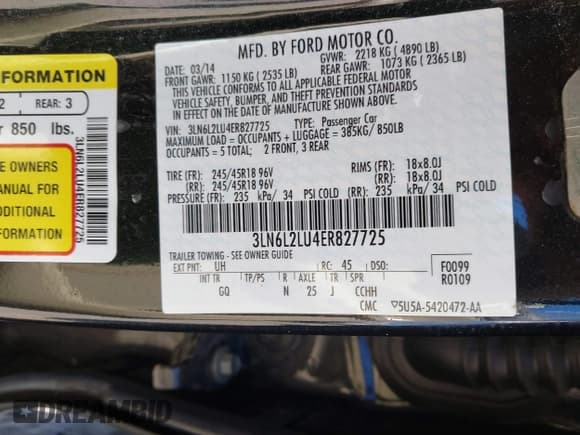 MFD. BY FORD MOTOR CO.
DATE: 03/14 GVWR: 2218 KG ( 4890 LB)
FRONT GAWR: 1150 KG ( 2535 LB) REAR GAWR: 1073 KG ( 2365 LB)
THIS VEHICLE CONFORMS TO ALL APPLICABLE FEDERAL MOTOR
VEHICLE SAFETY, BUMPER, AND THEFT PREVENTION STANDARDS
IN EFFECT ON THE DATE OF MANUFACTURE SHOWN ABOVE.
VIN: 3LN6L2LU4ER827725 TYPE: Passenger Car
MAXIMUM LOAD = OCCUPANTS + LUGGAGE = 385KG/ 850LB
OCCUPANTS = 5 TOTAL; 2 FRONT, 3 REAR
TIRE (FR): 245/45R18 96V RIMS (FR): 18x8.0J
(RR): 245/45R18 96V (RR): 18x8.0J
PRESSURE (FR): 235 kPa/ 34 PSI COLD (RR): 235 kPa/ 34 PSI COLD
3LN6L2LU4ER827725
TRAILER TOWING - SEE OWNER GUIDE
EXT PNT: UH RC: 45 DSO:
F0099
R0109
INT TR TP/PS R AXLE TR SPR
GQ N 25 J CCHH
CMC 5U5A-5420472-AA
FORMATION
2 REAR: 3
850 lbs.
OWNERS
ANUAL FOR
ADDITIONAL
FORMATION
3LN6L2LU4ER827725
DREAMBID